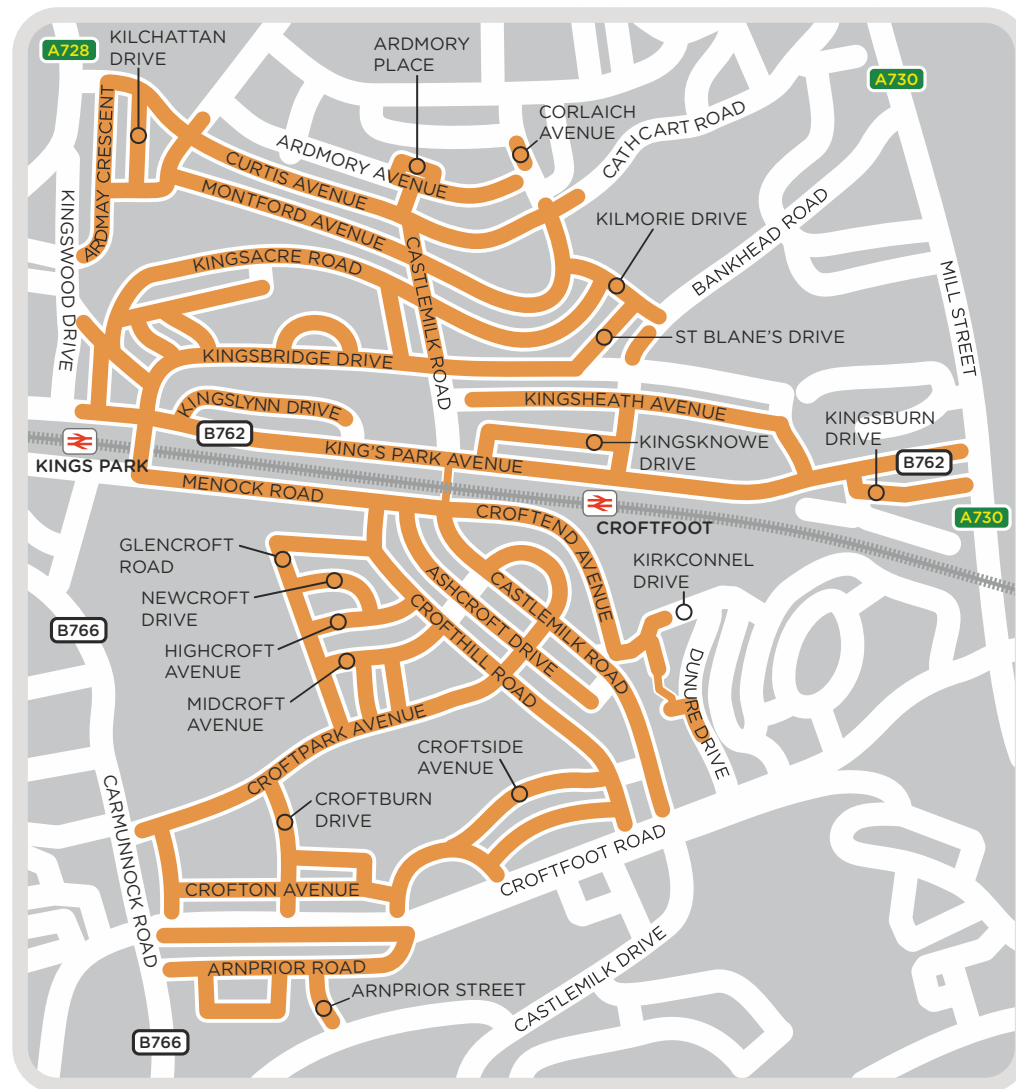 A728
KILCHATTAN
DRIVE
ARDMORY
PLACE
A730
CORLAICH
AVENUE
CATHCART ROAD
ARDMAY CRESCENT
ARDMORY AVENUE
CURTIS AVENUE
MONTFORD AVENUE
KINGSWOOD DRIVE
KILMORIE DRIVE
BANKHEAD ROAD
KINGSACRE ROAD
CASTLEMILK ROAD
MILL STREET
ST BLANE'S DRIVE
KINGSBRIDGE DRIVE
KINGSLYNN DRIVE
KINGSHEATH AVENUE
KINGSBURN
DRIVE
B762
KINGSKNOWE
DRIVE
KING'S PARK AVENUE
B762
KINGS PARK
MENOCK ROAD
CROFTEND AVENUE
CROFTFOOT
A730
GLENCROFT
ROAD
KIRKCONNEL
DRIVE
NEWCROFT
DRIVE
ASHCROFT DRIVE
CASTLEMILK ROAD
CROFTHILL ROAD
B766
HIGHCROFT
AVENUE
DUNURE DRIVE
MIDCROFT
AVENUE
CROFTPARK AVENUE
CROFTSIDE
AVENUE
CARMUNNOCK ROAD
CROFTBURN
DRIVE
CROFTFOOT ROAD
CROFTON AVENUE
ARNPRIOR ROAD
ARNPRIOR STREET
CASTLEMILK DRIVE
B766